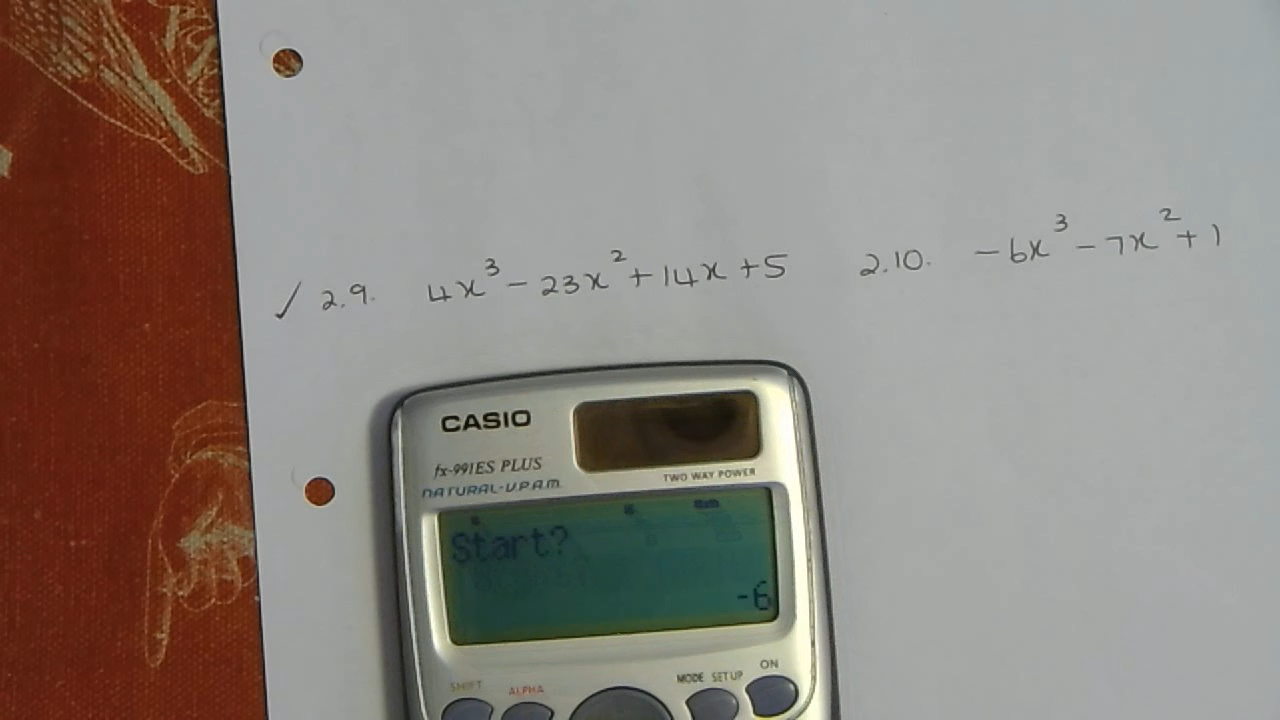 ✓ 2.9. 4x³ - 23x² + 14x + 5 2.10. -6x³ - 7x² + 1
CASIO
fx-991ES PLUS
NATURAL-V.P.A.M.
TWO WAY POWER
Start?
-6
SHIFT ALPHA MODE SETUP ON